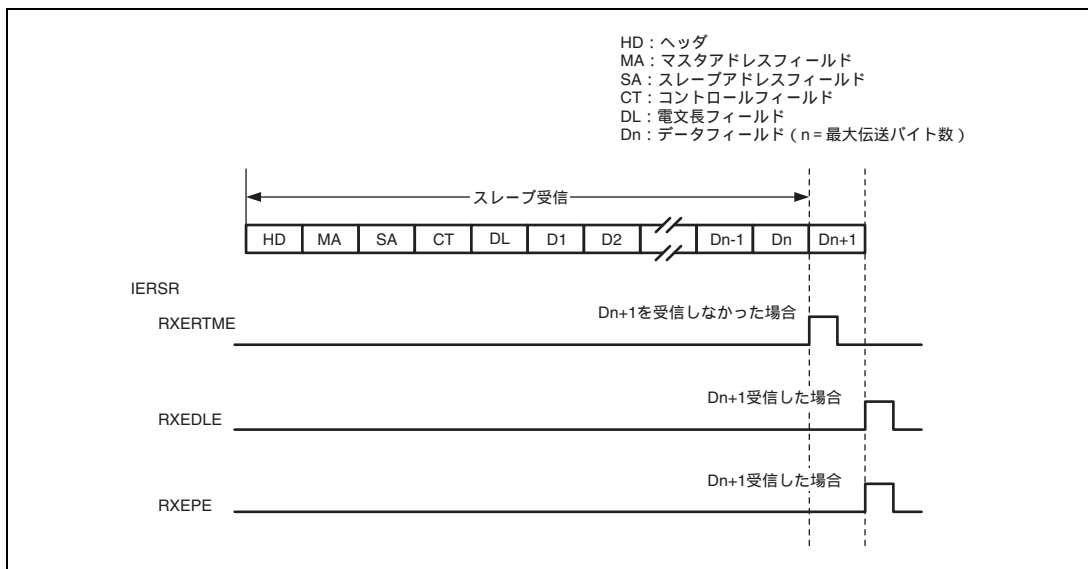 HD：ヘッダ
MA：マスタアドレスフィールド
SA：スレーブアドレスフィールド
CT：コントロールフィールド
DL：電文長フィールド
Dn：データフィールド（n＝最大伝送バイト数）
スレーブ受信
HD MA SA CT DL D1 D2 Dn-1 Dn Dn+1
IERSR
Dn+1を受信しなかった場合
RXERTME
Dn+1受信した場合
RXEDLE
Dn+1受信した場合
RXEPE